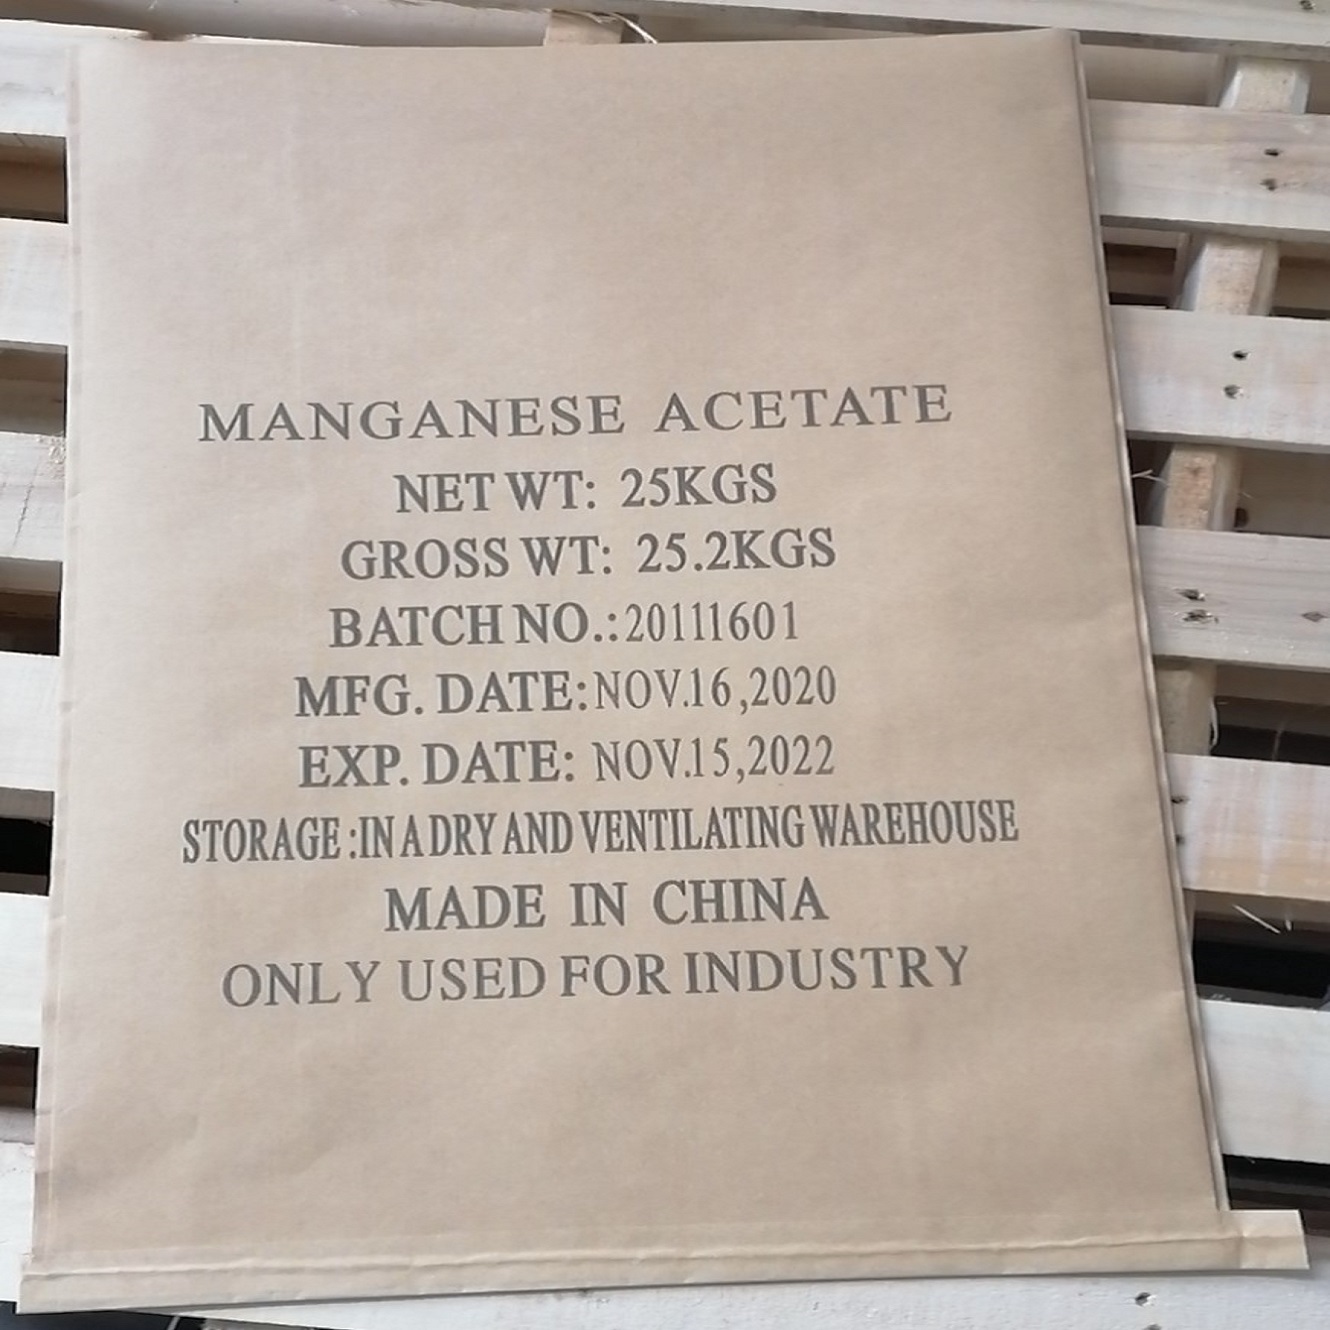 MANGANESE ACETATE
NET WT: 25KGS
GROSS WT: 25.2KGS
BATCH NO.:20111601
MFG. DATE:NOV.16,2020
EXP. DATE: NOV.15,2022
STORAGE :IN A DRY AND VENTILATING WAREHOUSE
MADE IN CHINA
ONLY USED FOR INDUSTRY